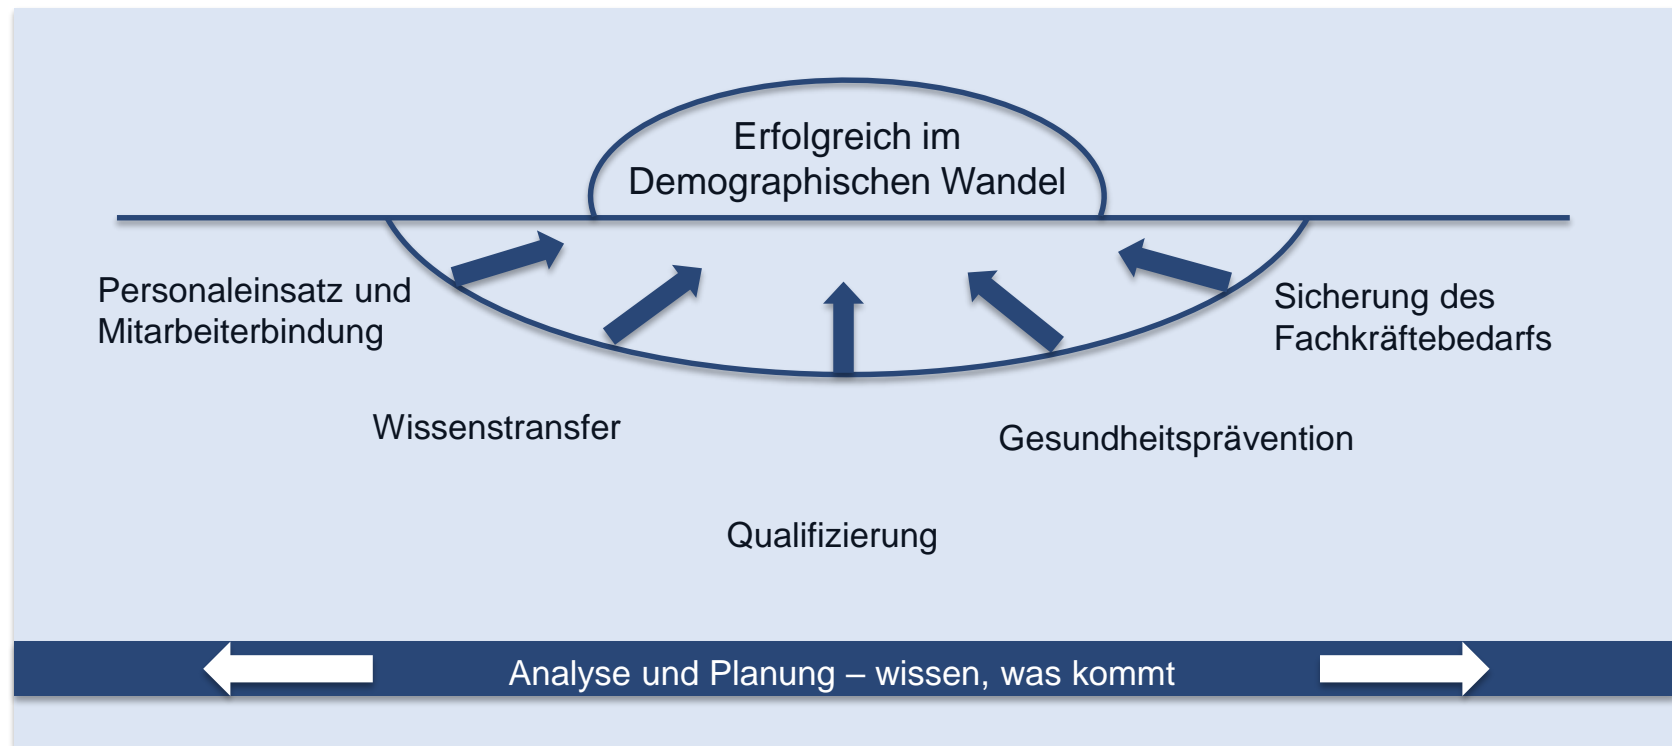 Erfolgreich im
Demographischen Wandel
Personaleinsatz und
Mitarbeiterbindung
Sicherung des
Fachkräftebedarfs
Wissenstransfer
Gesundheitsprävention
Qualifizierung
Analyse und Planung – wissen, was kommt